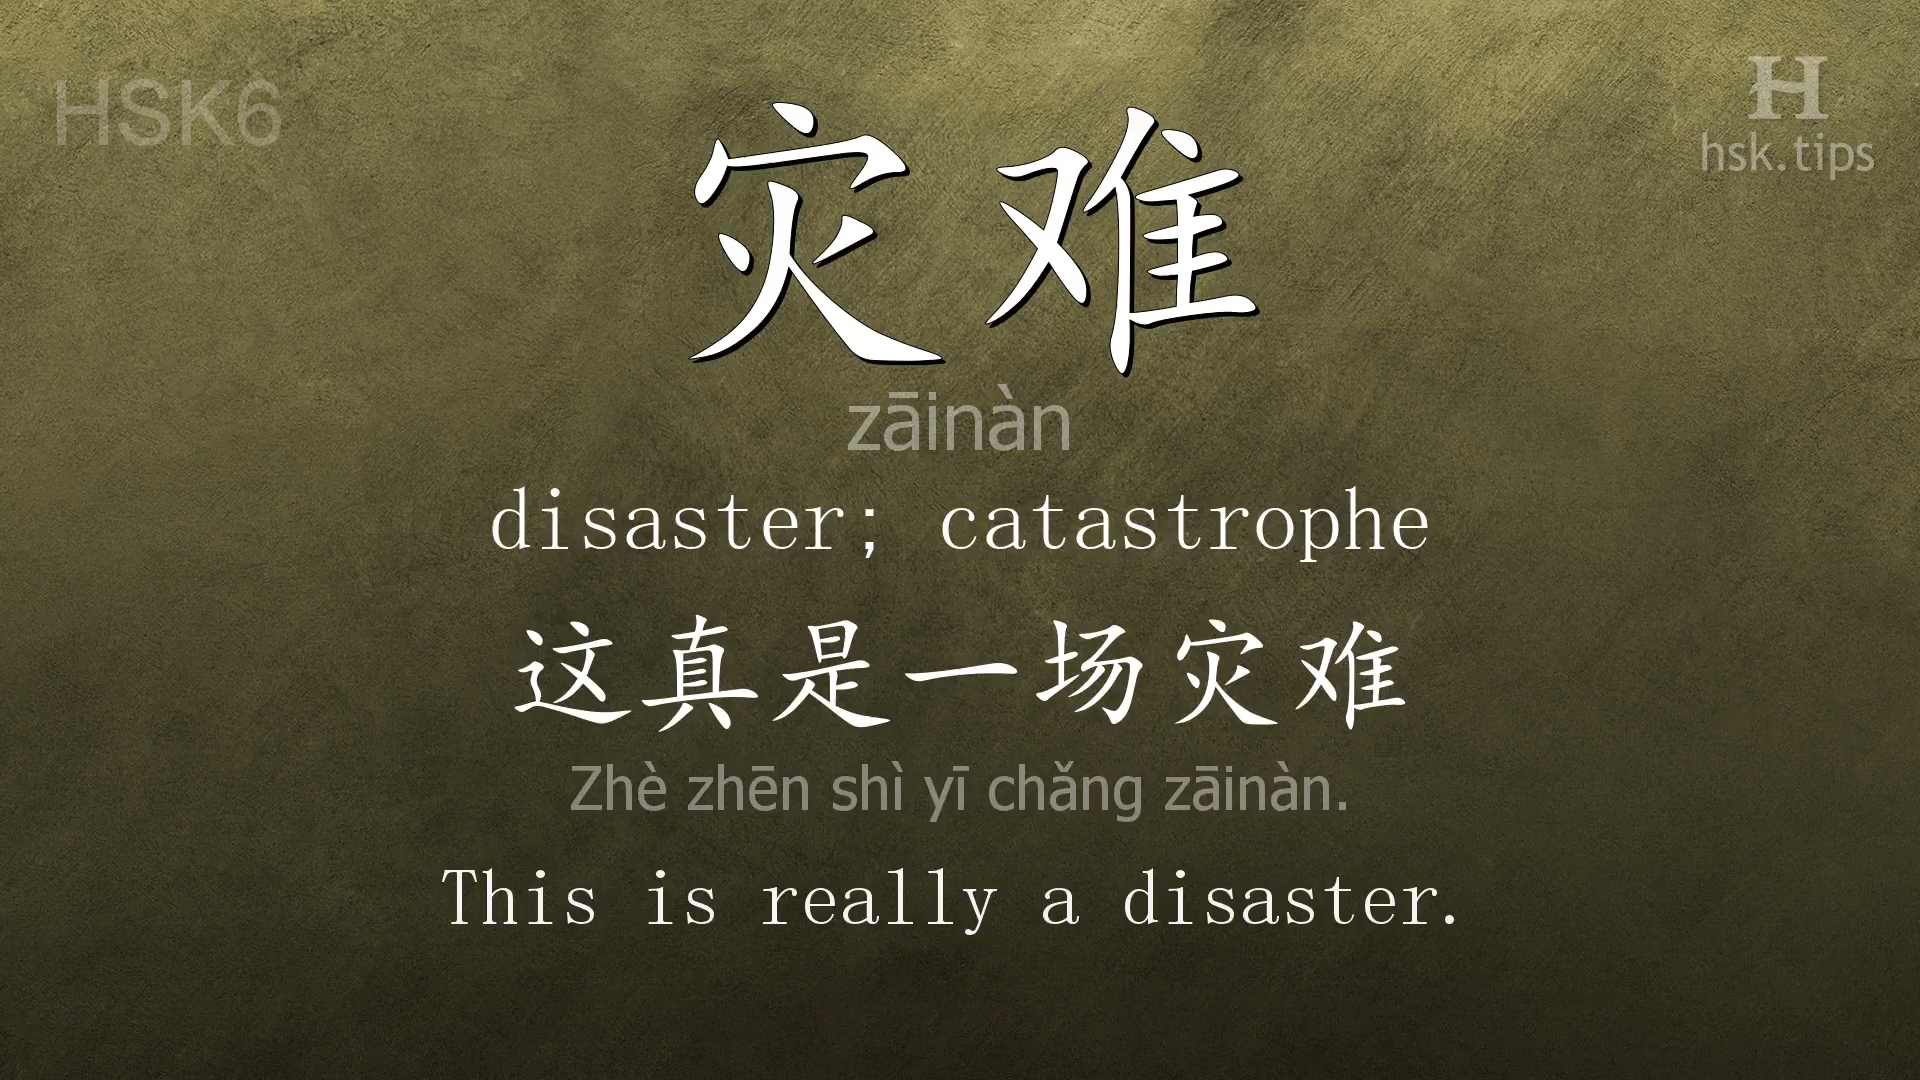 HSK6
H
hsk.tips
灾难
zāinàn
disaster; catastrophe
这真是一场灾难
Zhè zhēn shì yī chǎng zāinàn.
This is really a disaster.